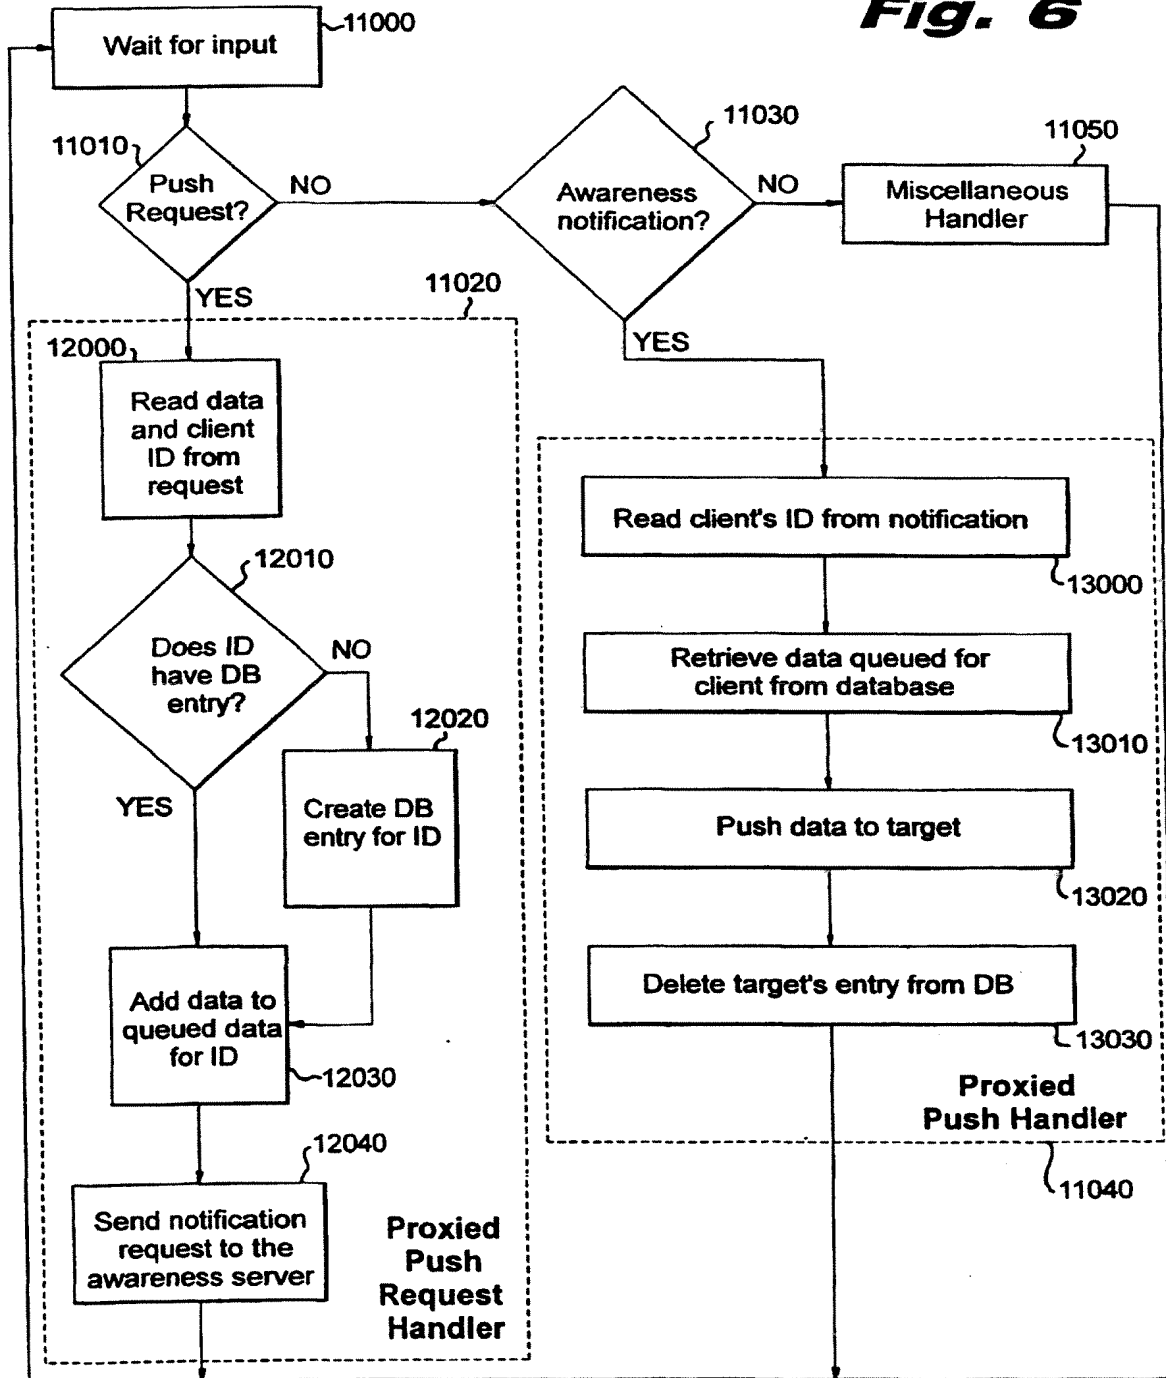 Fig. 6
11000
Wait for input
11010
Push
Request?
NO
YES
11030
Awareness
notification?
NO
YES
11050
Miscellaneous
Handler
11020
12000
Read data
and client
ID from
request
12010
Does ID
have DB
entry?
NO
YES
12020
Create DB
entry for ID
Add data to
queued data
for ID
12030
12040
Send notification
request to the
awareness server
Proxied
Push
Request
Handler
Read client's ID from notification
13000
Retrieve data queued for
client from database
13010
Push data to target
13020
Delete target's entry from DB
13030
Proxied
Push Handler
11040